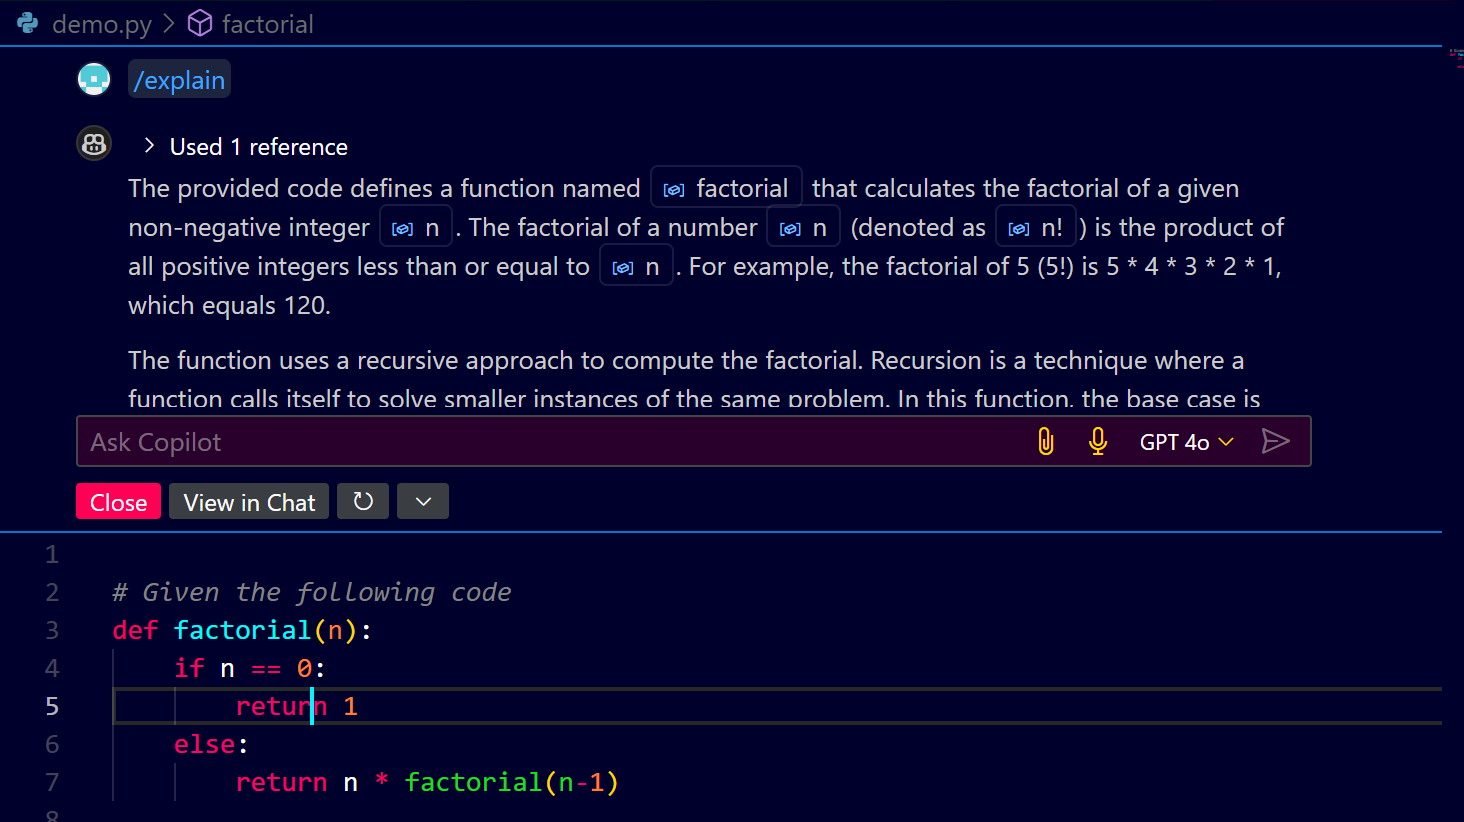 demo.py > factorial
/explain
> Used 1 reference
The provided code defines a function named factorial that calculates the factorial of a given
non-negative integer n . The factorial of a number n (denoted as n! ) is the product of
all positive integers less than or equal to n . For example, the factorial of 5 (5!) is 5 * 4 * 3 * 2 * 1,
which equals 120.
The function uses a recursive approach to compute the factorial. Recursion is a technique where a
function calls itself to solve smaller instances of the same problem. In this function, the base case is
Ask Copilot GPT 4o
Close View in Chat
1
2 # Given the following code
3 def factorial(n):
4 if n == 0:
5 return 1
6 else:
7 return n * factorial(n-1)
8